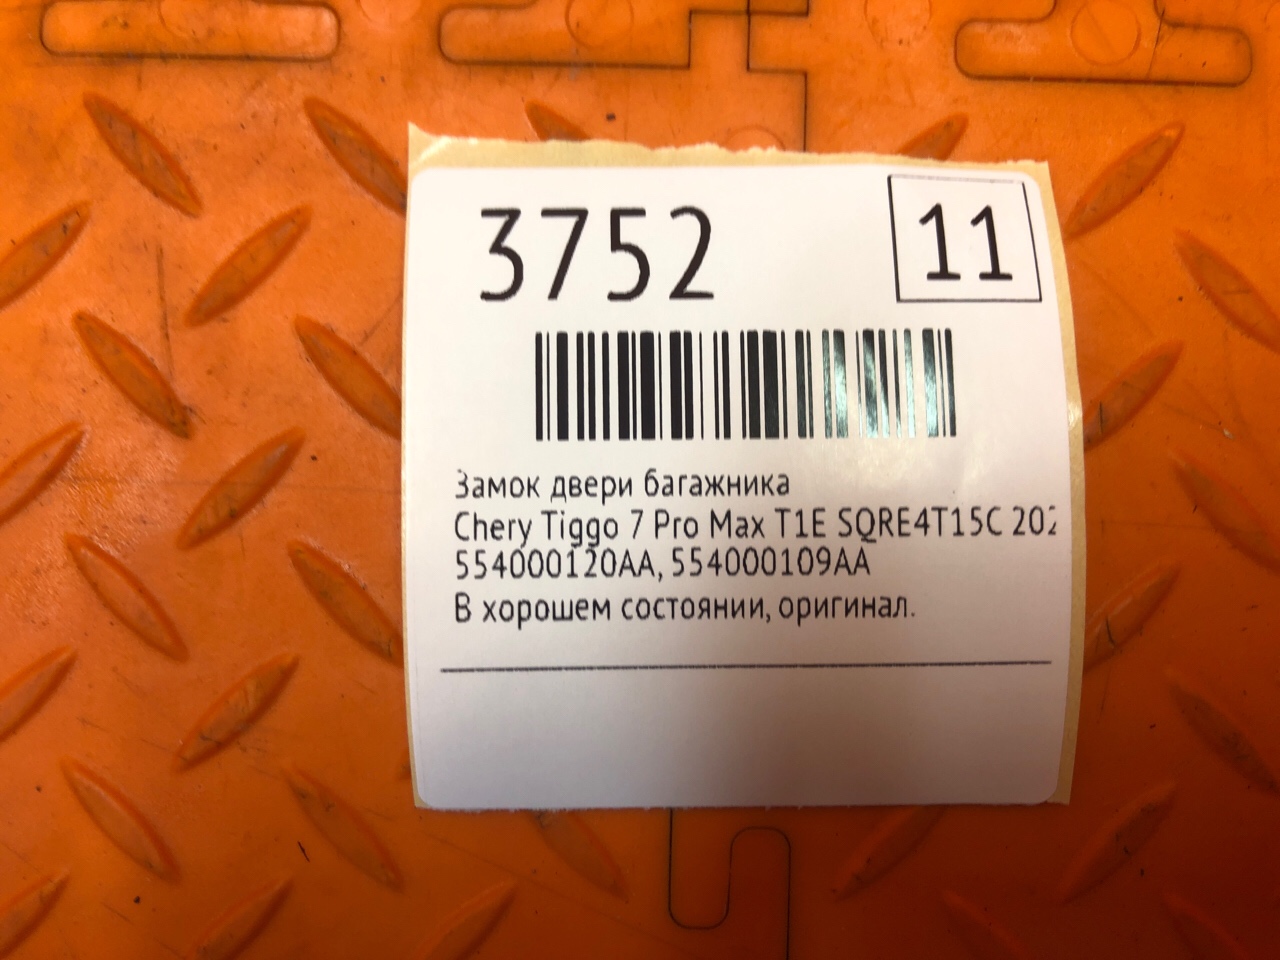 3752
11
Замок двери багажника
Chery Tiggo 7 Pro Max T1E SQRE4T15C 202
554000120AA, 554000109AA
В хорошем состоянии, оригинал.